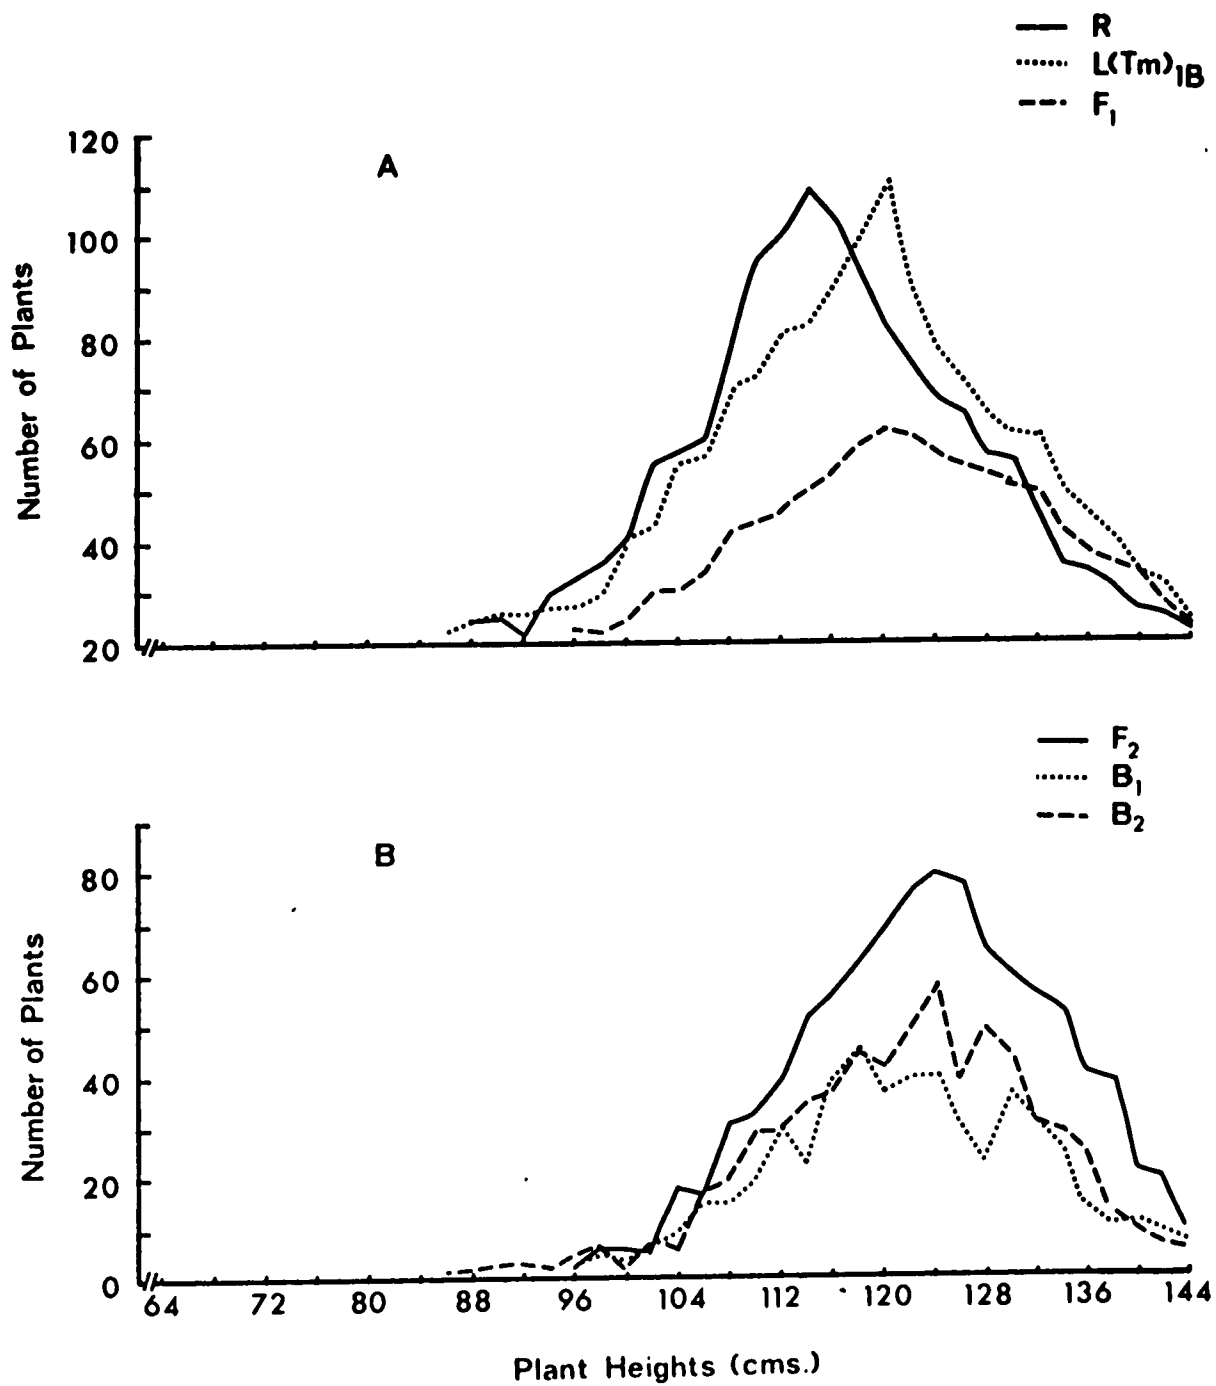 R
L(Tm)1B
F1
A
120
100
80
60
40
20
Number of Plants
F2
B1
B2
B
80
60
40
20
0
Number of Plants
64 72 80 88 96 104 112 120 128 136 144
Plant Heights (cms.)